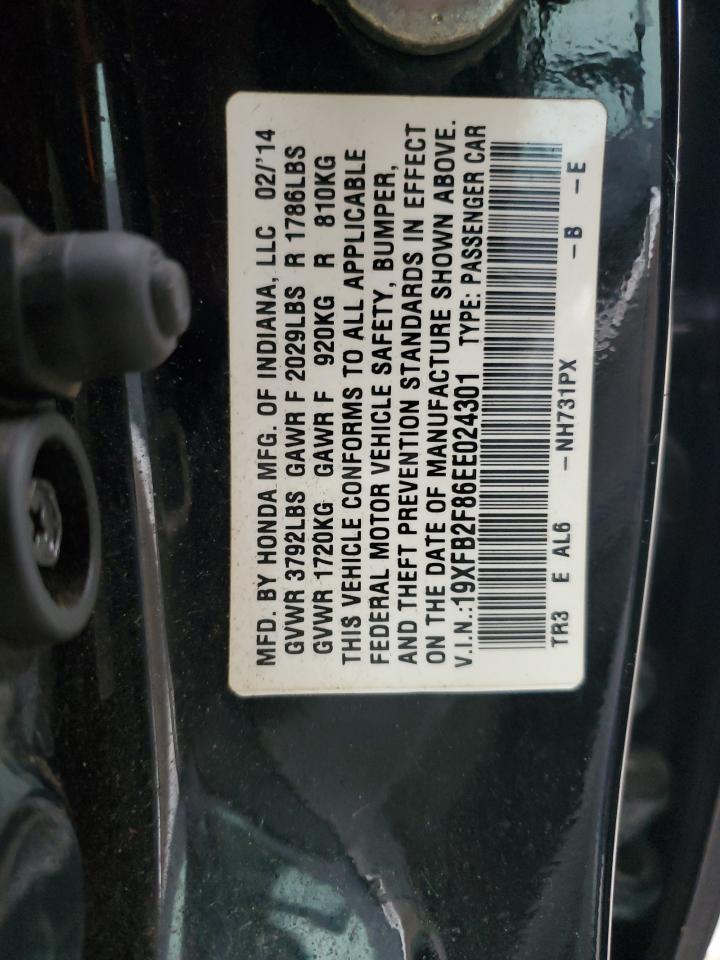 MFD. BY HONDA MFG. OF INDIANA, LLC 02/'14
GVWR 3792LBS GAWR F 2029LBS R 1786LBS
GVWR 1720KG GAWR F 920KG R 810KG
THIS VEHICLE CONFORMS TO ALL APPLICABLE
FEDERAL MOTOR VEHICLE SAFETY, BUMPER,
AND THEFT PREVENTION STANDARDS IN EFFECT
ON THE DATE OF MANUFACTURE SHOWN ABOVE.
V.I.N.:19XFB2F86EE024301 TYPE: PASSENGER CAR
TR3 E AL6 -NH731PX -B -E